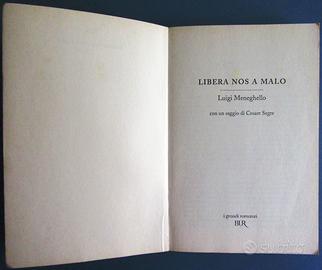 LIBERA NOS A MALO
Luigi Meneghello
con un saggio di Cesare Segre
i grandi romanzi
BUR